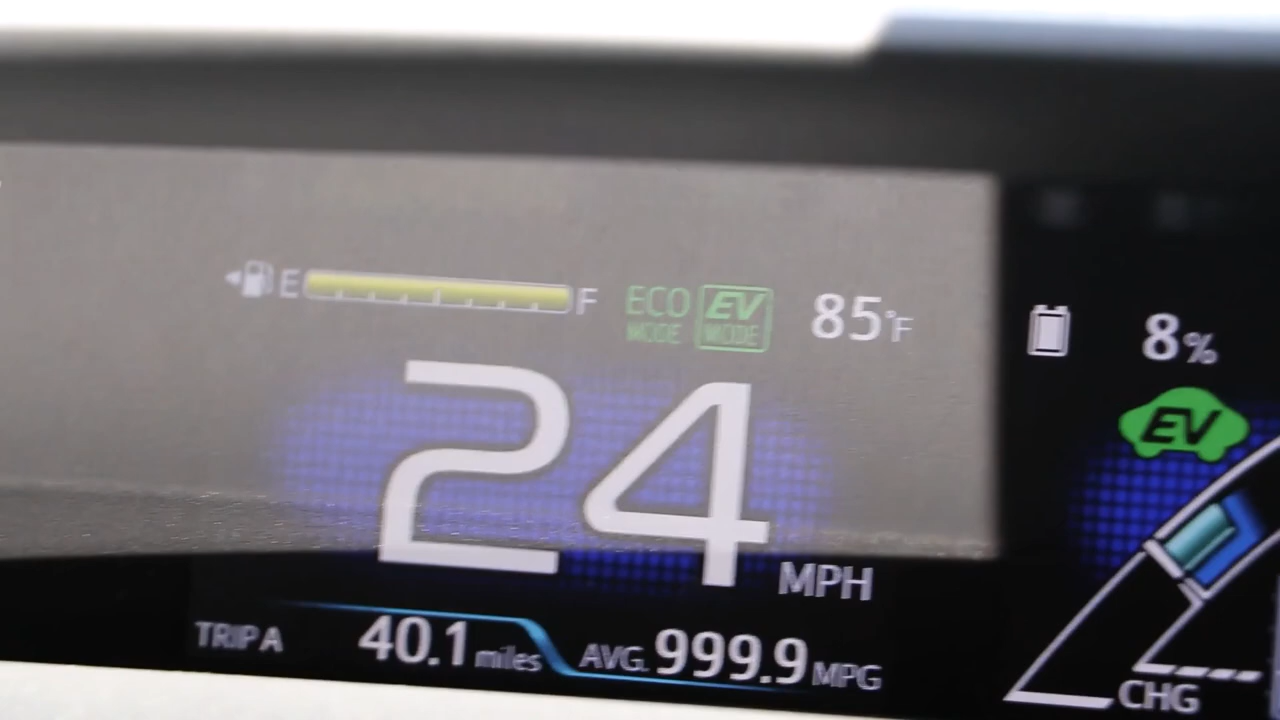 E F ECO MODE EV MODE 85°F 8%
EV
24 MPH
TRIP A 40.1 miles AVG. 999.9 MPG
CHG